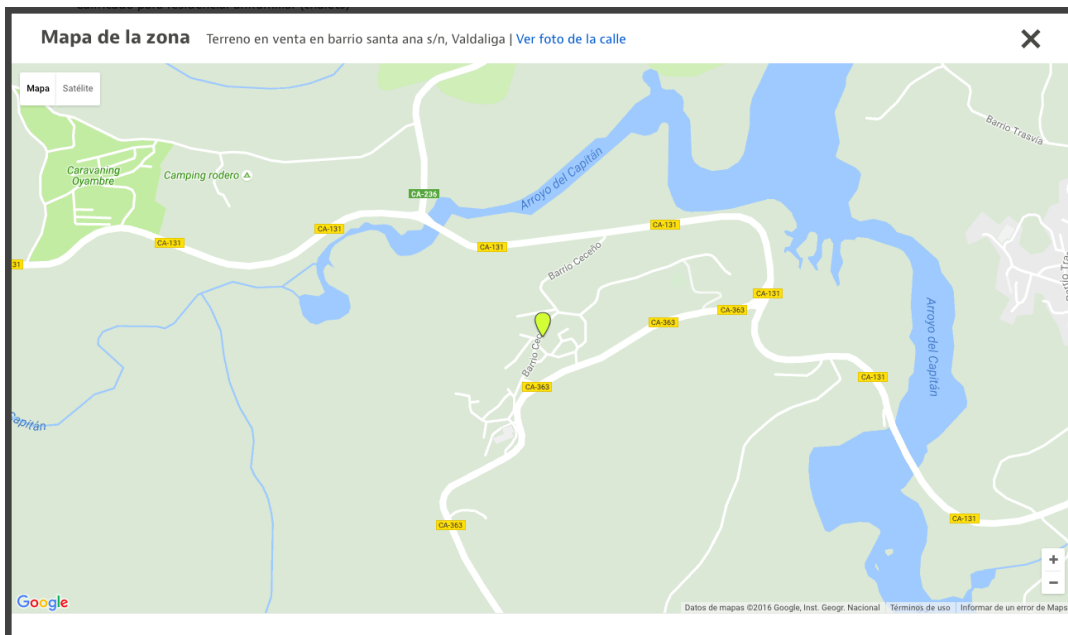 Mapa de la zona
Terreno en venta en barrio santa ana s/n, Valdaliga | Ver foto de la calle
Mapa
Satélite
Barrio Trasvía
Arroyo del Capitán
Caravaning
Oyambre
Camping rodero
CA-236
CA-131
CA-131
CA-131
CA-131
31
Barrio Ceceño
CA-131
CA-363
CA-363
Arroyo del Capitán
CA-363
CA-131
Capitán
CA-363
CA-131
+
−
Google
Datos de mapas ©2016 Google, Inst. Geogr. Nacional
Términos de uso
Informar de un error de Maps